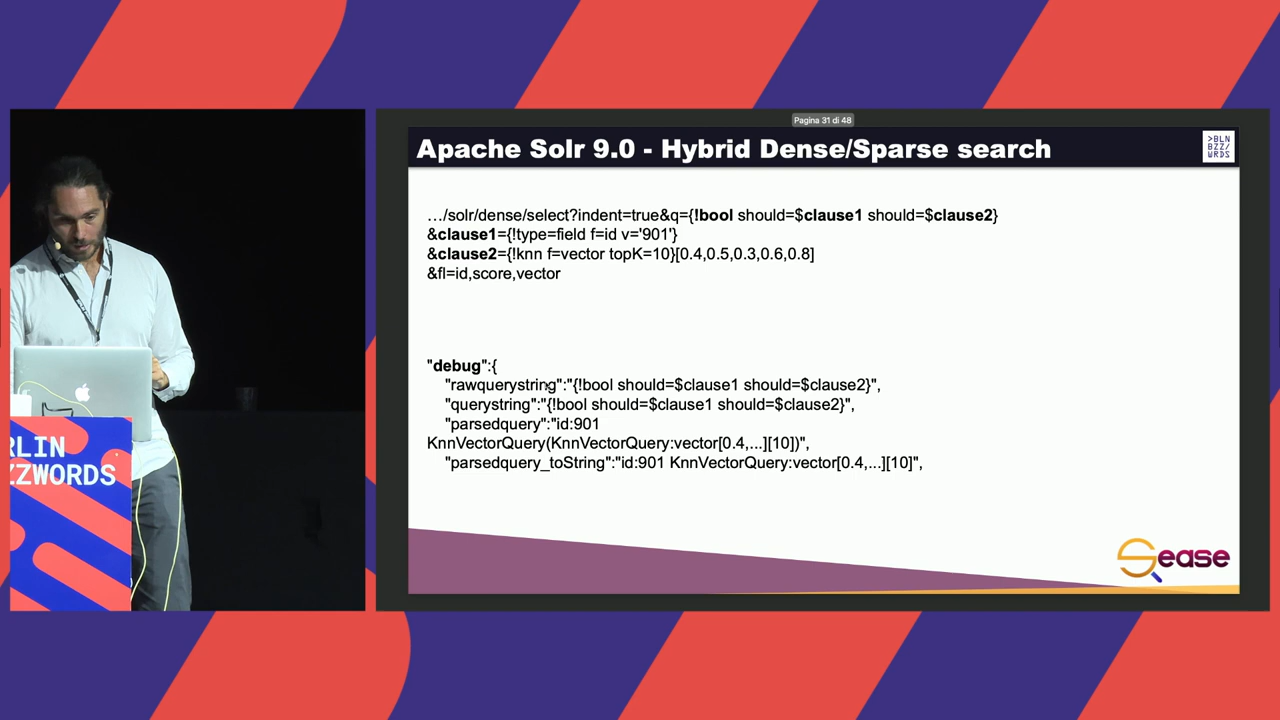 Pagina 31 di 48
Apache Solr 9.0 - Hybrid Dense/Sparse search
>BLN
BZZ/
WRDS
…/solr/dense/select?indent=true&q={!bool should=$clause1 should=$clause2}
&clause1={!type=field f=id v='901'}
&clause2={!knn f=vector topK=10}[0.4,0.5,0.3,0.6,0.8]
&fl=id,score,vector
"debug":{
"rawquerystring":"{!bool should=$clause1 should=$clause2}",
"querystring":"{!bool should=$clause1 should=$clause2}",
"parsedquery":"id:901
KnnVectorQuery(KnnVectorQuery:vector[0.4,...][10])",
"parsedquery_toString":"id:901 KnnVectorQuery:vector[0.4,...][10]",
Sease
RLIN
ZZWORDS